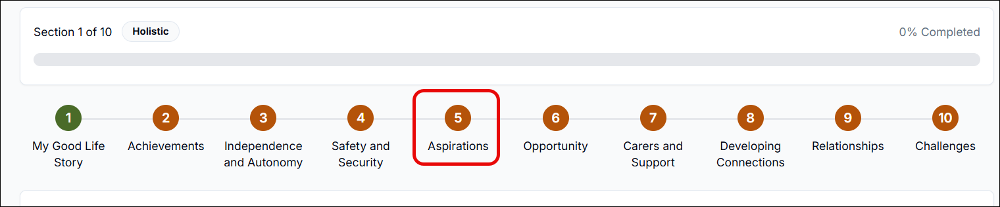 Section 1 of 10 Holistic 0% Completed
1 2 3 4 5 6 7 8 9 10
My Good Life Story
Achievements
Independence and Autonomy
Safety and Security
Aspirations
Opportunity
Carers and Support
Developing Connections
Relationships
Challenges